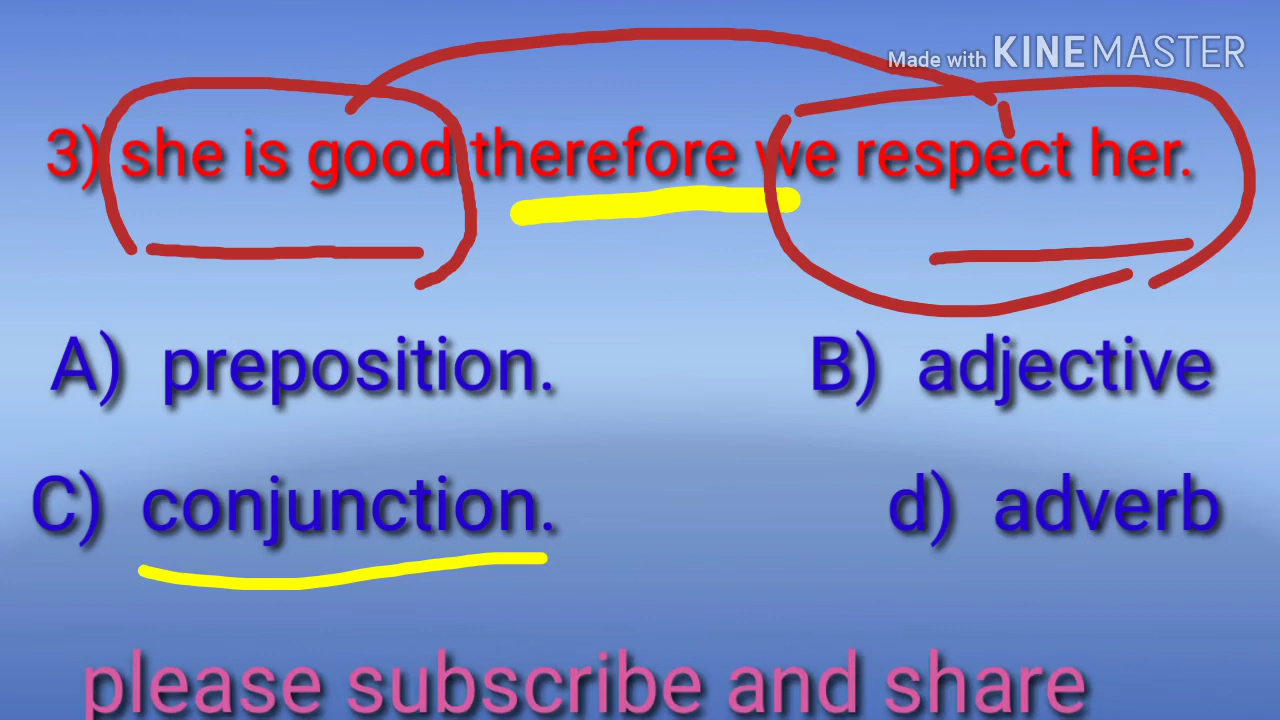 Made with KINEMASTER
3) she is good therefore we respect her.
A) preposition. B) adjective
C) conjunction. d) adverb
please subscribe and share